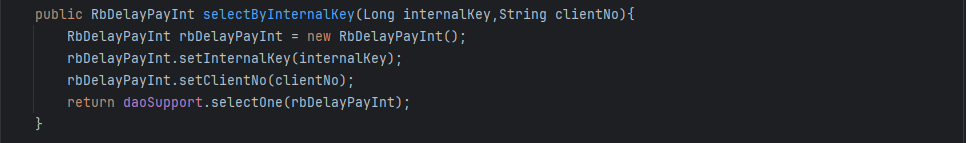 public RbDelayPayInt selectByInternalKey(Long internalKey,String clientNo){
    RbDelayPayInt rbDelayPayInt = new RbDelayPayInt();
    rbDelayPayInt.setInternalKey(internalKey);
    rbDelayPayInt.setClientNo(clientNo);
    return daoSupport.selectOne(rbDelayPayInt);
}